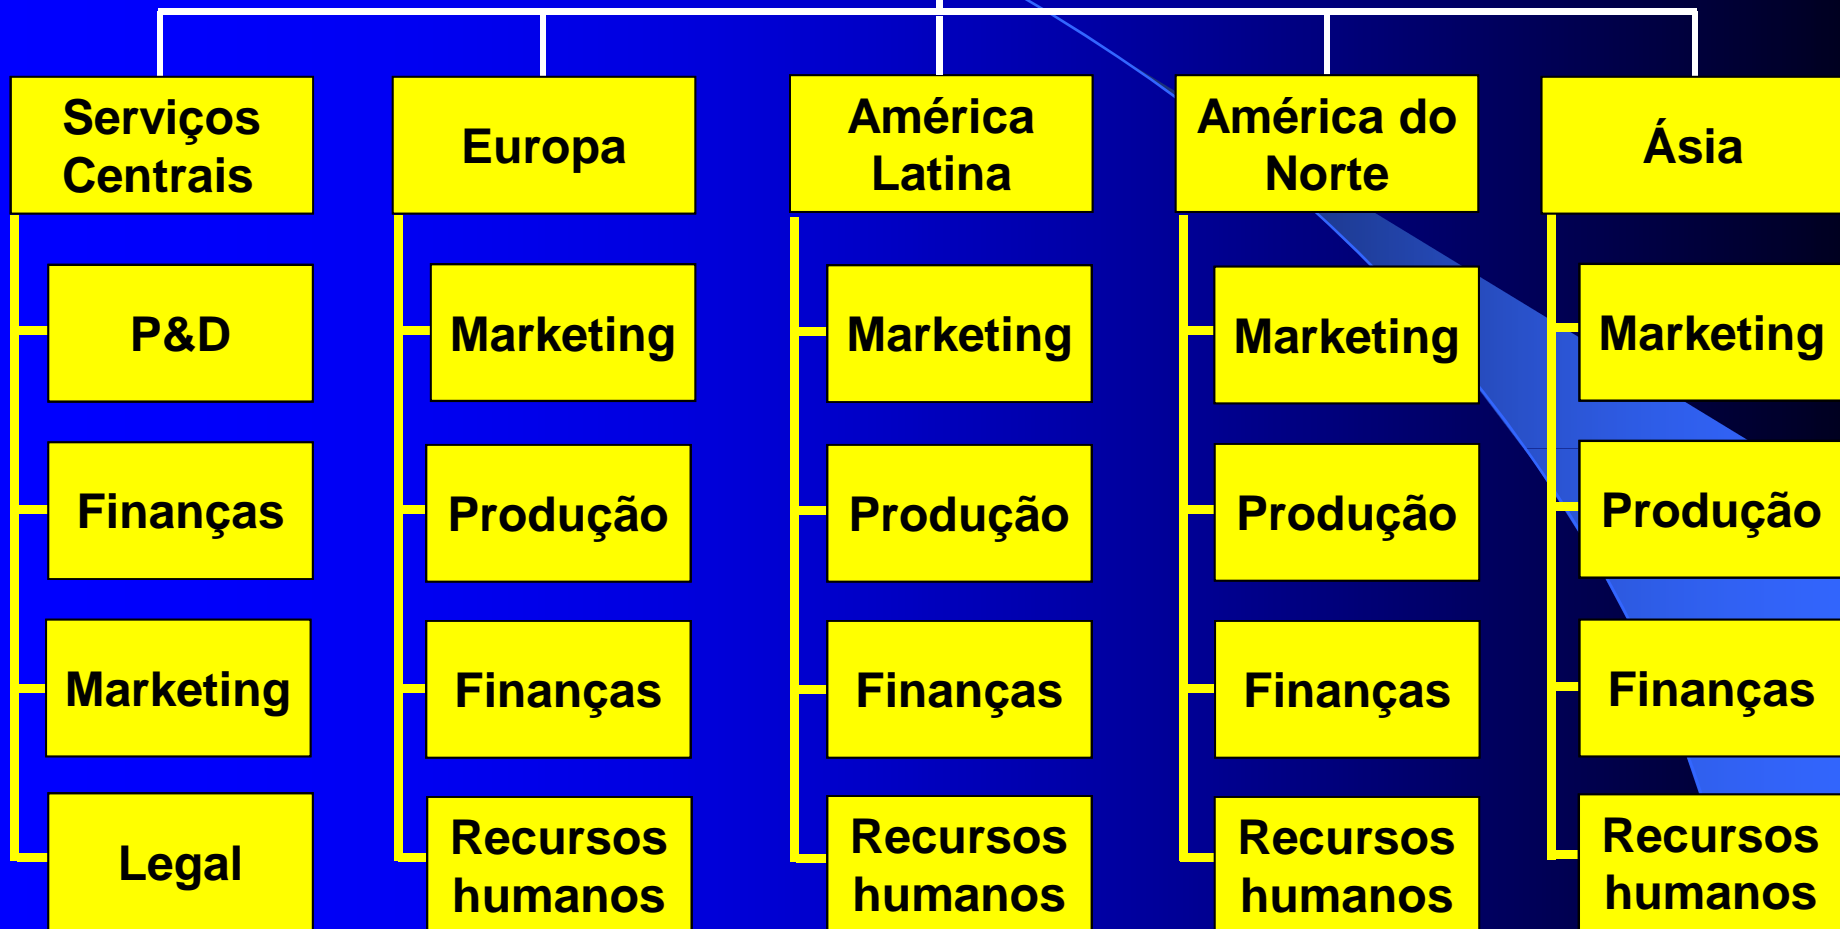 Serviços
Centrais
Europa
América
Latina
América do
Norte
Ásia
P&D
Marketing
Marketing
Marketing
Marketing
Finanças
Produção
Produção
Produção
Produção
Marketing
Finanças
Finanças
Finanças
Finanças
Legal
Recursos
humanos
Recursos
humanos
Recursos
humanos
Recursos
humanos